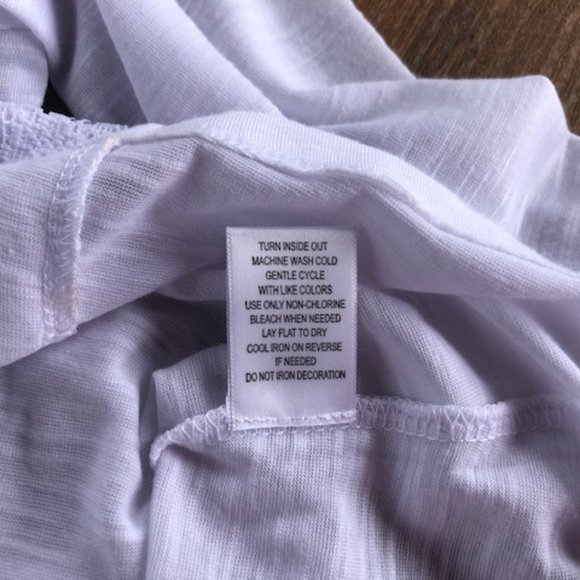 TURN INSIDE OUT
MACHINE WASH COLD
GENTLE CYCLE
WITH LIKE COLORS
USE ONLY NON-CHLORINE
BLEACH WHEN NEEDED
LAY FLAT TO DRY
COOL IRON ON REVERSE
IF NEEDED
DO NOT IRON DECORATION